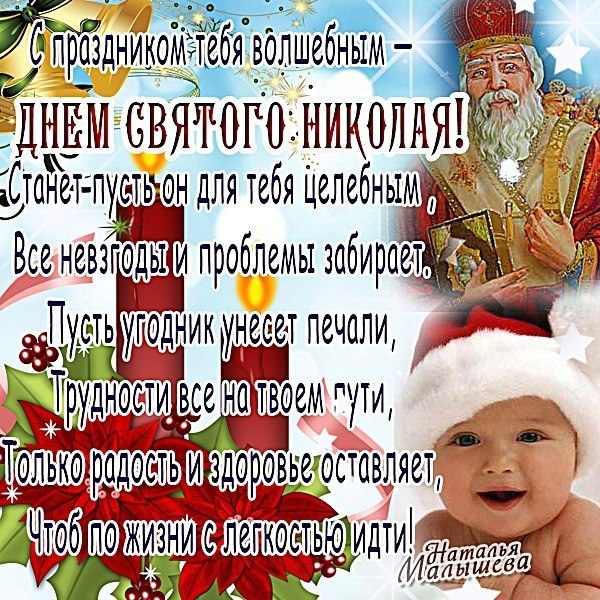 С праздником тебя волшебным –
ДНЕМ СВЯТОГО НИКОЛАЯ!
Станет пусть он для тебя целебным,
Все невзгоды и проблемы забирает.
Пусть угодник унесет печали,
Трудности все на твоем пути,
Только радость и здоровье оставляет,
Чтоб по жизни с легкостью идти!
Наталья
Малышева